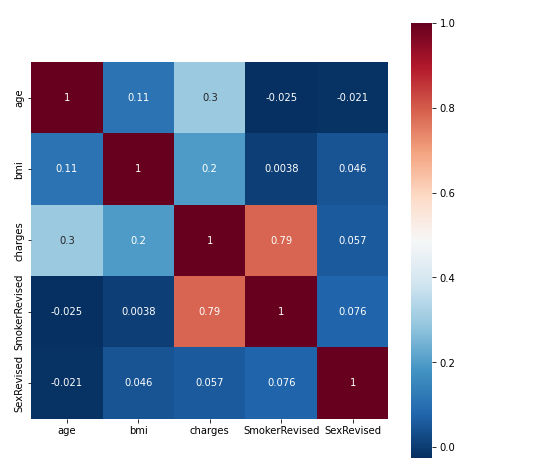 1.0
age 1 0.11 0.3 -0.025 -0.021
0.8
bmi 0.11 1 0.2 0.0038 0.046
0.6
charges 0.3 0.2 1 0.79 0.057
0.4
SmokerRevised -0.025 0.0038 0.79 1 0.076
0.2
SexRevised -0.021 0.046 0.057 0.076 1
0.0
age bmi charges SmokerRevised SexRevised